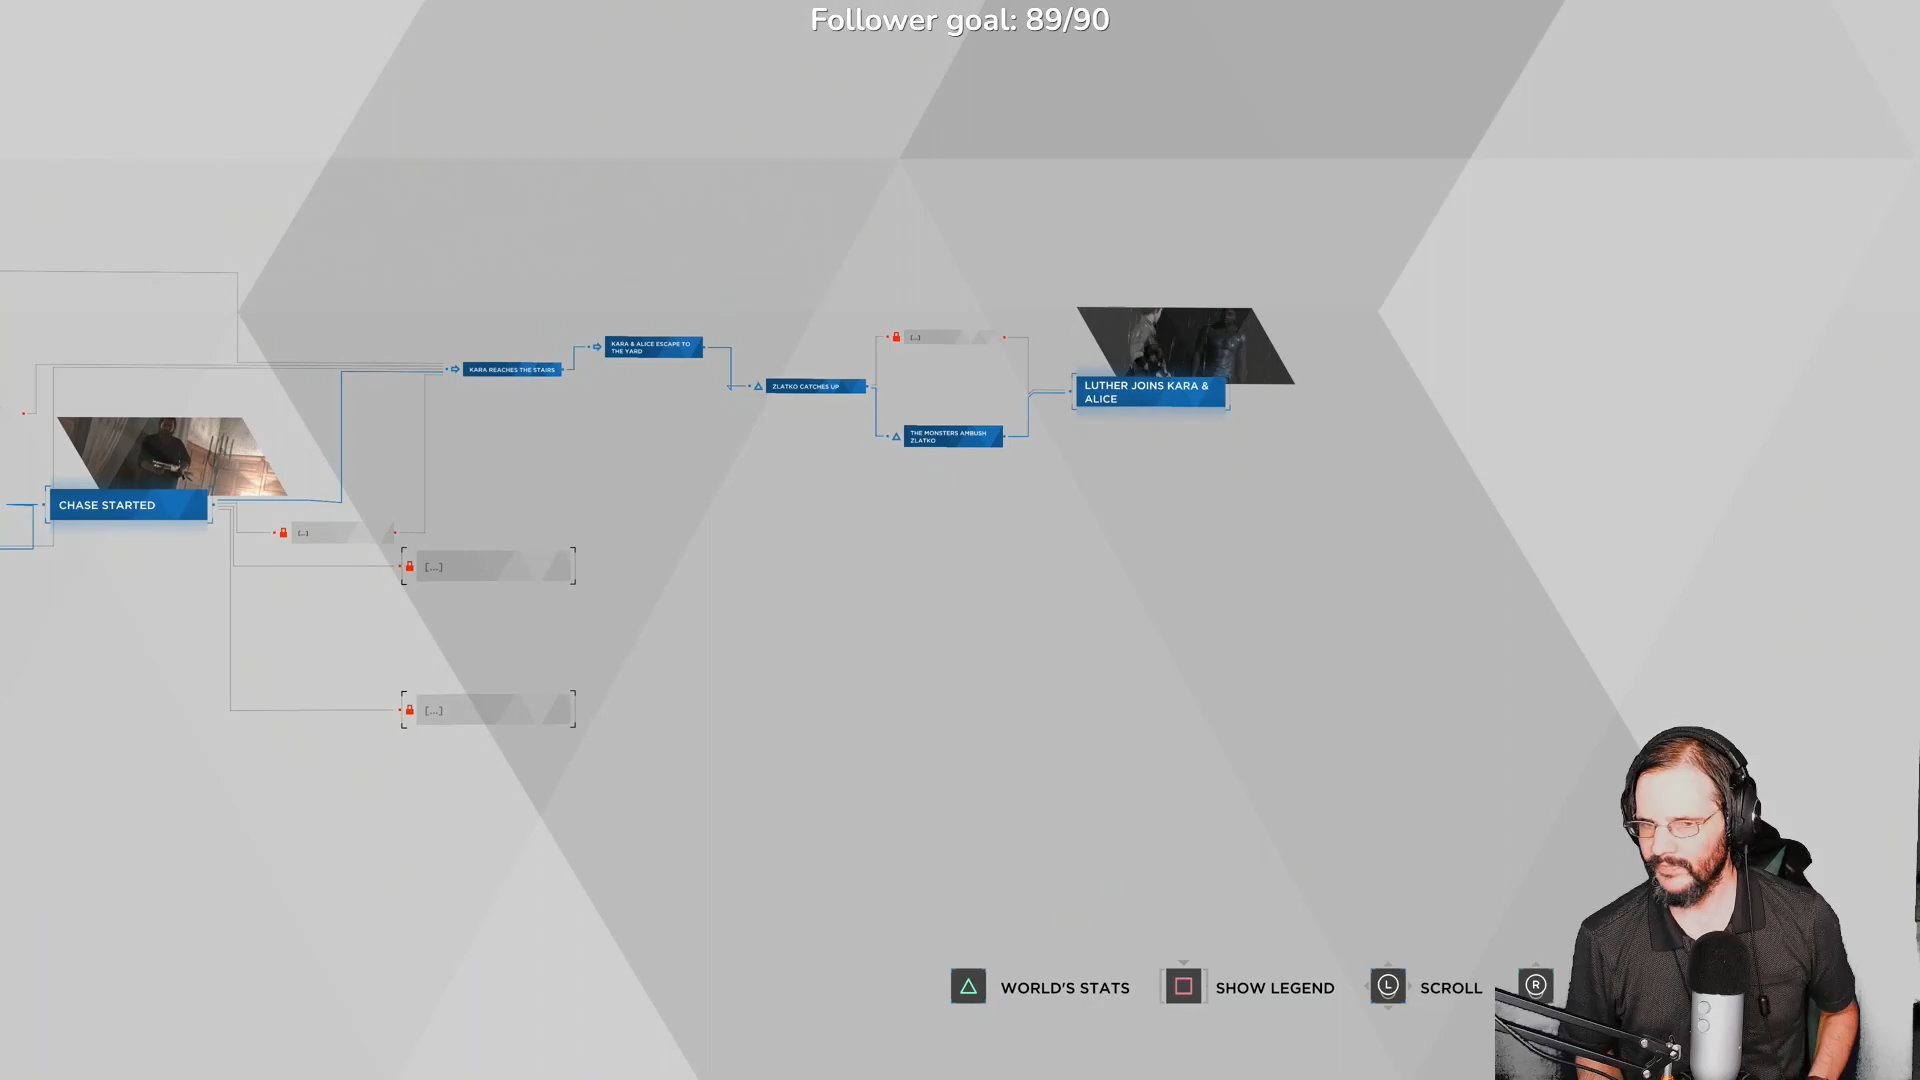 Follower goal: 89/90
[...]
KARA & ALICE ESCAPE TO
THE YARD
KARA REACHES THE STAIRS
ZLATKO CATCHES UP
LUTHER JOINS KARA &
ALICE
THE MONSTERS AMBUSH
ZLATKO
CHASE STARTED
[...]
[...]
[...]
WORLD'S STATS
SHOW LEGEND
L
SCROLL
R